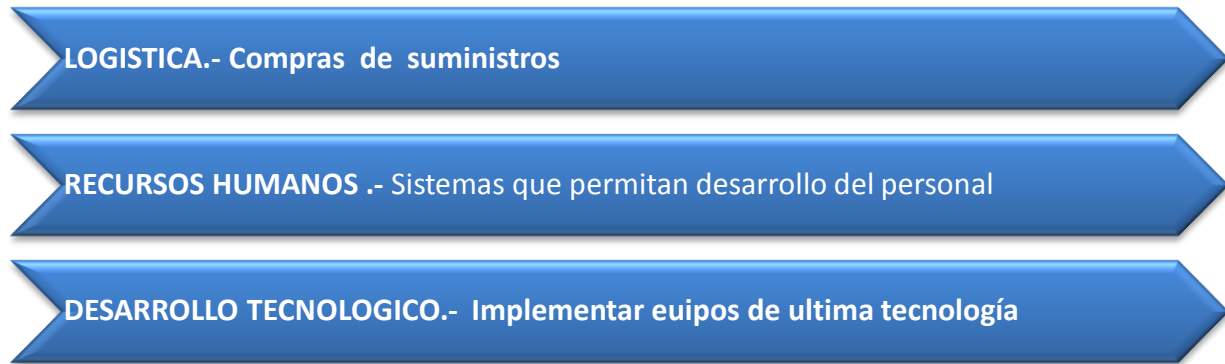 LOGISTICA.- Compras de suministros
RECURSOS HUMANOS .- Sistemas que permitan desarrollo del personal
DESARROLLO TECNOLOGICO.- Implementar euipos de ultima tecnología